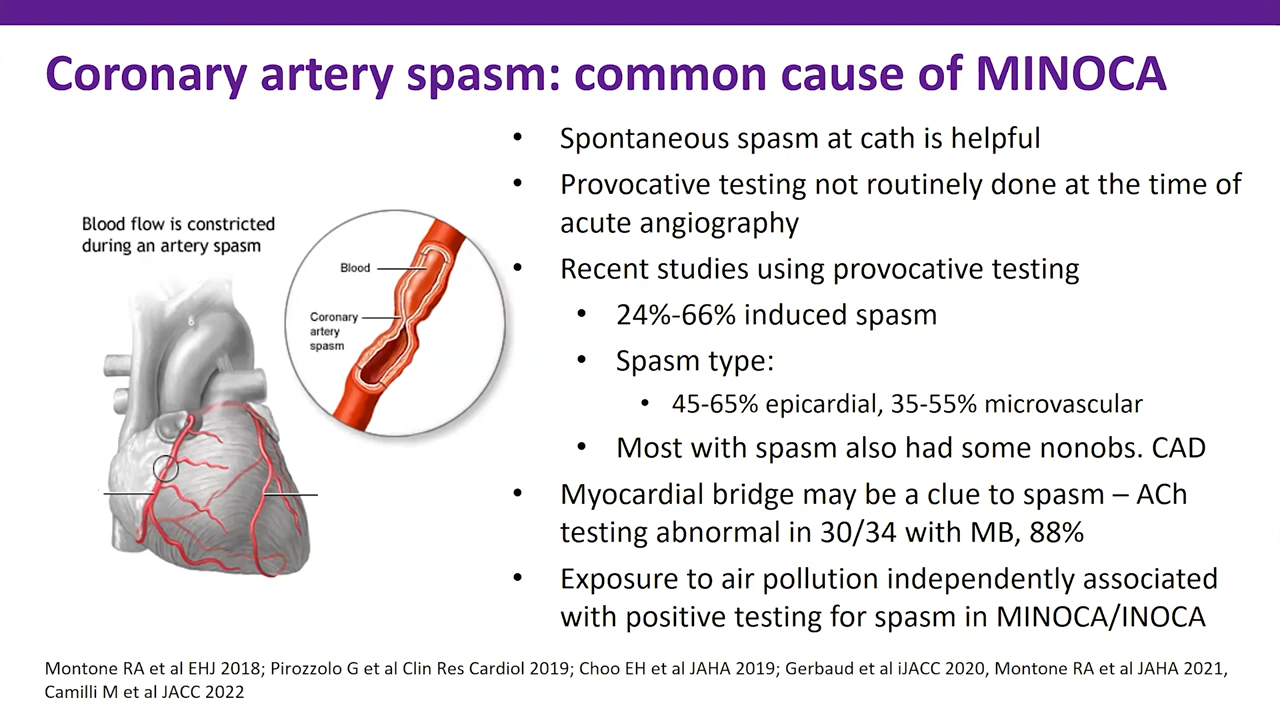 Coronary artery spasm: common cause of MINOCA
Blood flow is constricted
during an artery spasm
Blood
Coronary
artery
spasm
• Spontaneous spasm at cath is helpful
• Provocative testing not routinely done at the time of
acute angiography
• Recent studies using provocative testing
• 24%-66% induced spasm
• Spasm type:
• 45-65% epicardial, 35-55% microvascular
• Most with spasm also had some nonobs. CAD
• Myocardial bridge may be a clue to spasm – ACh
testing abnormal in 30/34 with MB, 88%
• Exposure to air pollution independently associated
with positive testing for spasm in MINOCA/INOCA
Montone RA et al EHJ 2018; Pirozzolo G et al Clin Res Cardiol 2019; Choo EH et al JAHA 2019; Gerbaud et al iJACC 2020, Montone RA et al JAHA 2021,
Camilli M et al JACC 2022